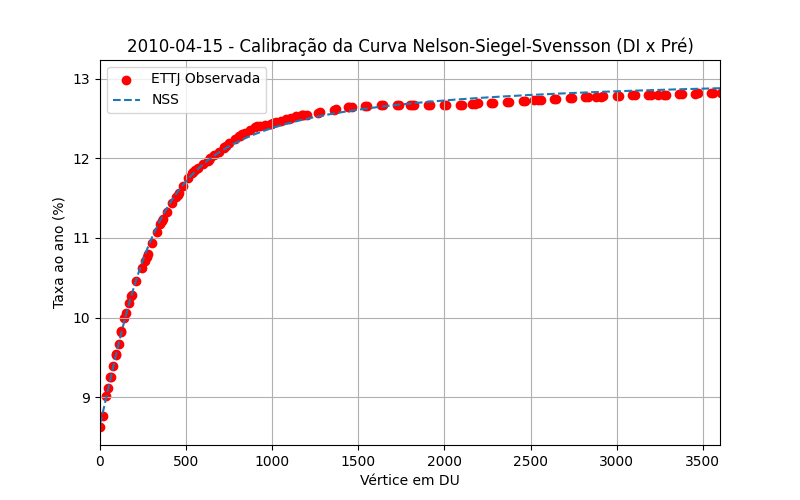 2010-04-15 - Calibração da Curva Nelson-Siegel-Svensson (DI x Pré)
ETTJ Observada
NSS
Taxa ao ano (%)
13
12
11
10
9
0 500 1000 1500 2000 2500 3000 3500
Vértice em DU